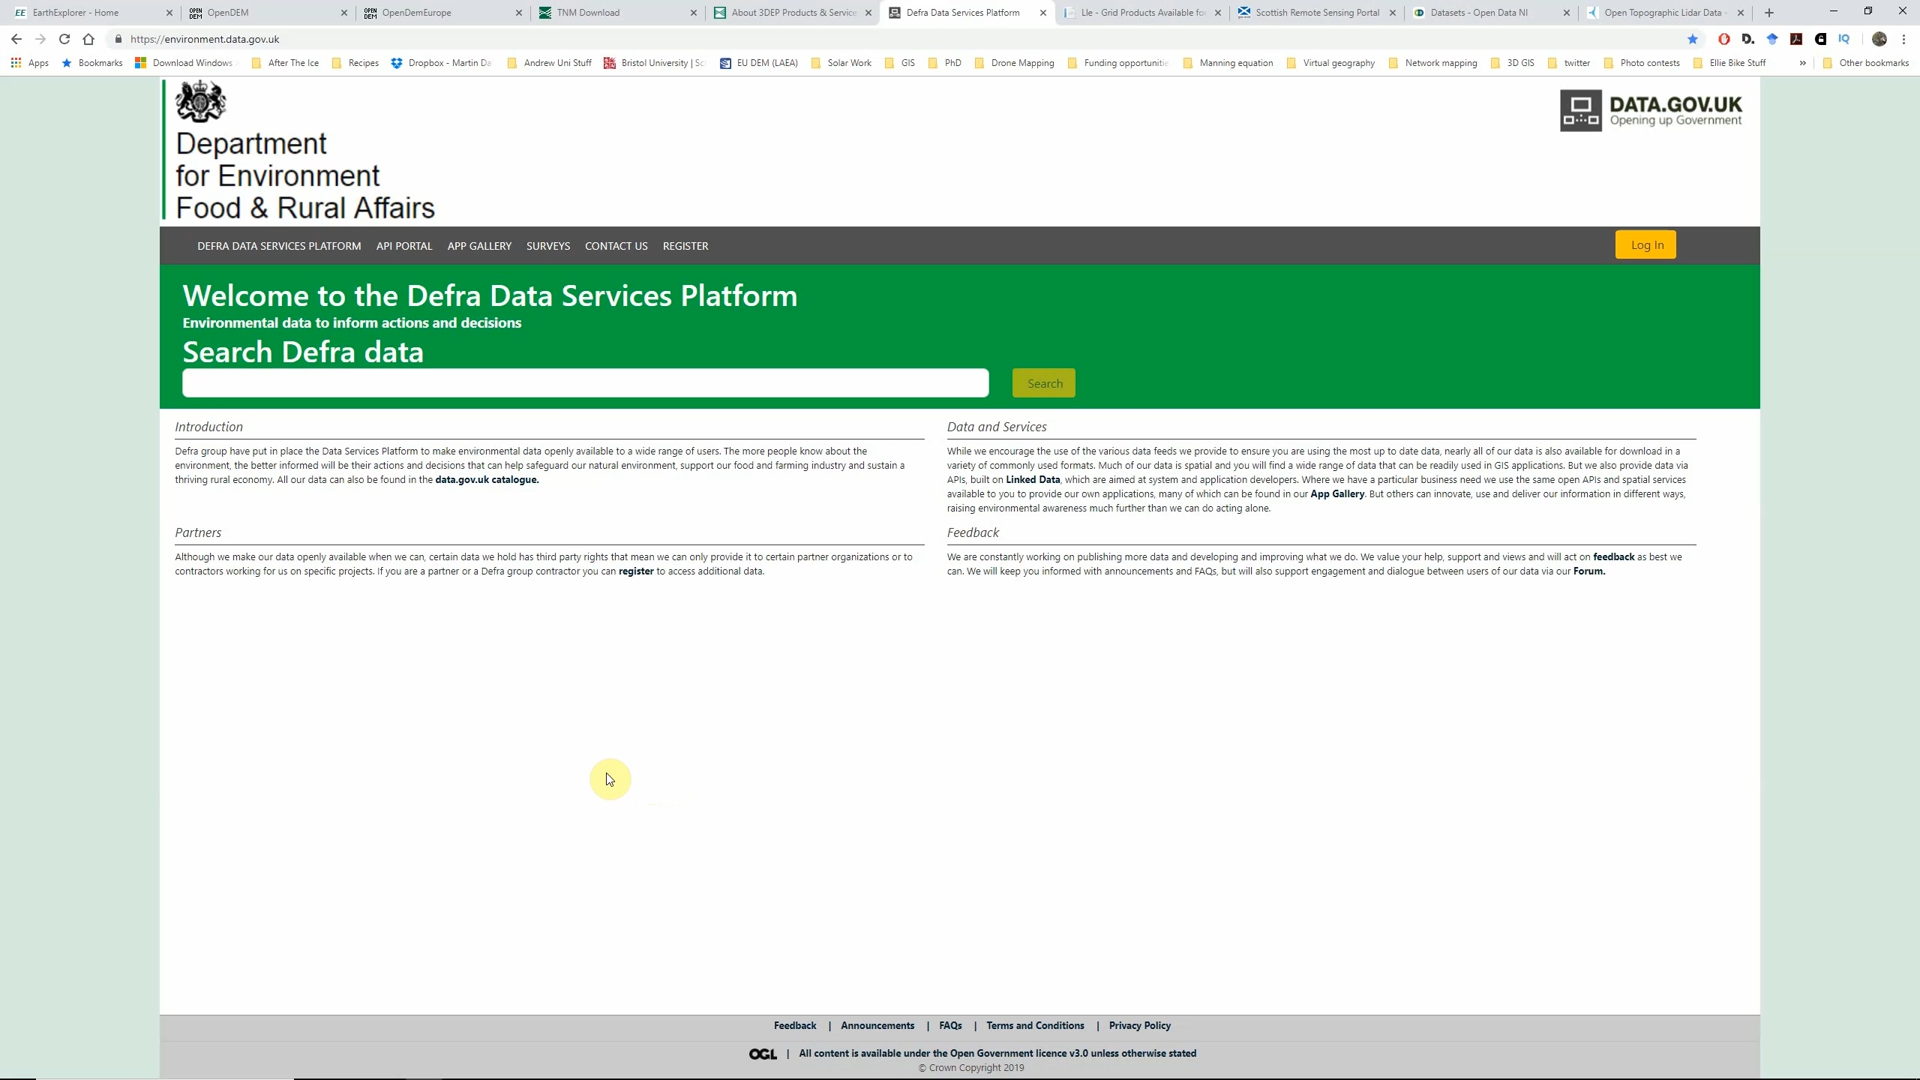 EarthExplorer - Home
OpenDEM
OpenDemEurope
TNM Download
About 3DEP Products & Service
Defra Data Services Platform
Lle - Grid Products Available fo
Scottish Remote Sensing Portal
Datasets - Open Data NI
Open Topographic Lidar Data -
https://environment.data.gov.uk
Apps
Bookmarks
Download Windows
After The Ice
Recipes
Dropbox - Martin Da
Andrew Uni Stuff
Bristol University | Sc
EU DEM (LAEA)
Solar Work
GIS
PhD
Drone Mapping
Funding opportunitie
Manning equation
Virtual geography
Network mapping
3D GIS
twitter
Photo contests
Ellie Bike Stuff
»
Other bookmarks
Department
for Environment
Food & Rural Affairs
DATA.GOV.UK
Opening up Government
DEFRA DATA SERVICES PLATFORM
API PORTAL
APP GALLERY
SURVEYS
CONTACT US
REGISTER
Log In
Welcome to the Defra Data Services Platform
Environmental data to inform actions and decisions
Search Defra data
Search
Introduction
Defra group have put in place the Data Services Platform to make environmental data openly available to a wide range of users. The more people know about the
environment, the better informed will be their actions and decisions that can help safeguard our natural environment, support our food and farming industry and sustain a
thriving rural economy. All our data can also be found in the data.gov.uk catalogue.
Data and Services
While we encourage the use of the various data feeds we provide to ensure you are using the most up to date data, nearly all of our data is also available for download in a
variety of commonly used formats. Much of our data is spatial and you will find a wide range of data that can be readily used in GIS applications. But we also provide data via
APIs, built on Linked Data, which are aimed at system and application developers. Where we have a particular business need we use the same open APIs and spatial services
available to you to provide our own applications, many of which can be found in our App Gallery. But others can innovate, use and deliver our information in different ways,
raising environmental awareness much further than we can do acting alone.
Partners
Although we make our data openly available when we can, certain data we hold has third party rights that mean we can only provide it to certain partner organizations or to
contractors working for us on specific projects. If you are a partner or a Defra group contractor you can register to access additional data.
Feedback
We are constantly working on publishing more data and developing and improving what we do. We value your help, support and views and will act on feedback as best we
can. We will keep you informed with announcements and FAQs, but will also support engagement and dialogue between users of our data via our Forum.
Feedback | Announcements | FAQs | Terms and Conditions | Privacy Policy
OGL | All content is available under the Open Government licence v3.0 unless otherwise stated
© Crown Copyright 2019